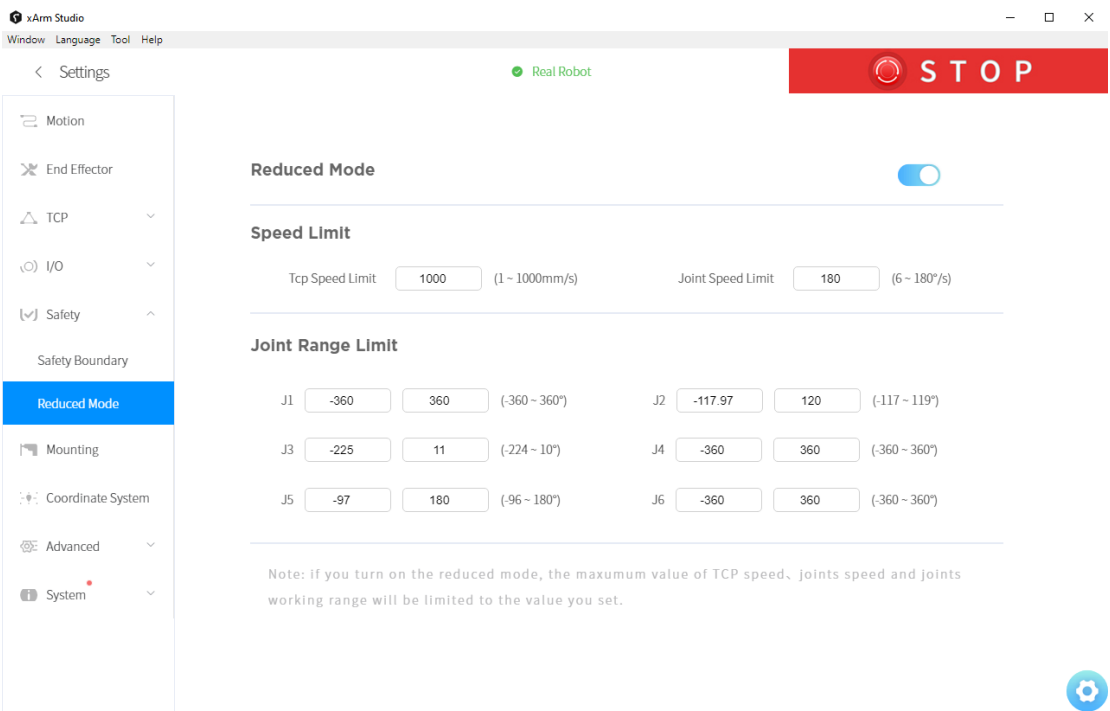 xArm Studio
Window Language Tool Help
Settings
Real Robot
STOP
Motion
End Effector
TCP
I/O
Safety
Safety Boundary
Reduced Mode
Mounting
Coordinate System
Advanced
System
Reduced Mode
Speed Limit
Tcp Speed Limit 1000 (1 ~ 1000mm/s) Joint Speed Limit 180 (6 ~ 180°/s)
Joint Range Limit
J1 -360 360 (-360 ~ 360°) J2 -117.97 120 (-117 ~ 119°)
J3 -225 11 (-224 ~ 10°) J4 -360 360 (-360 ~ 360°)
J5 -97 180 (-96 ~ 180°) J6 -360 360 (-360 ~ 360°)
Note: if you turn on the reduced mode, the maxumum value of TCP speed、joints speed and joints
working range will be limited to the value you set.